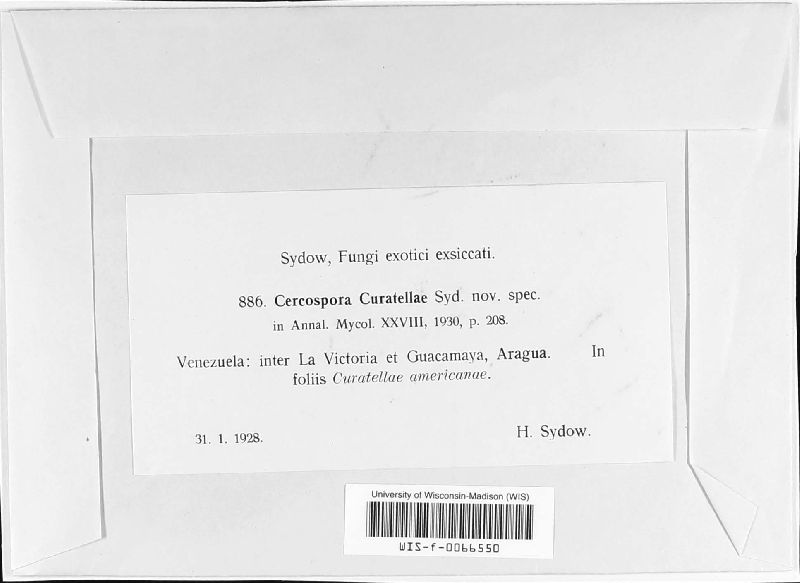 Sydow, Fungi exotici exsiccati.
886. Cercospora Curatellae Syd. nov. spec.
in Annal. Mycol. XXVIII, 1930, p. 208.
Venezuela: inter La Victoria et Guacamaya, Aragua. In
foliis Curatellae americanae.
31. 1. 1928. H. Sydow.
University of Wisconsin-Madison (WIS)
WIS-f-0066550